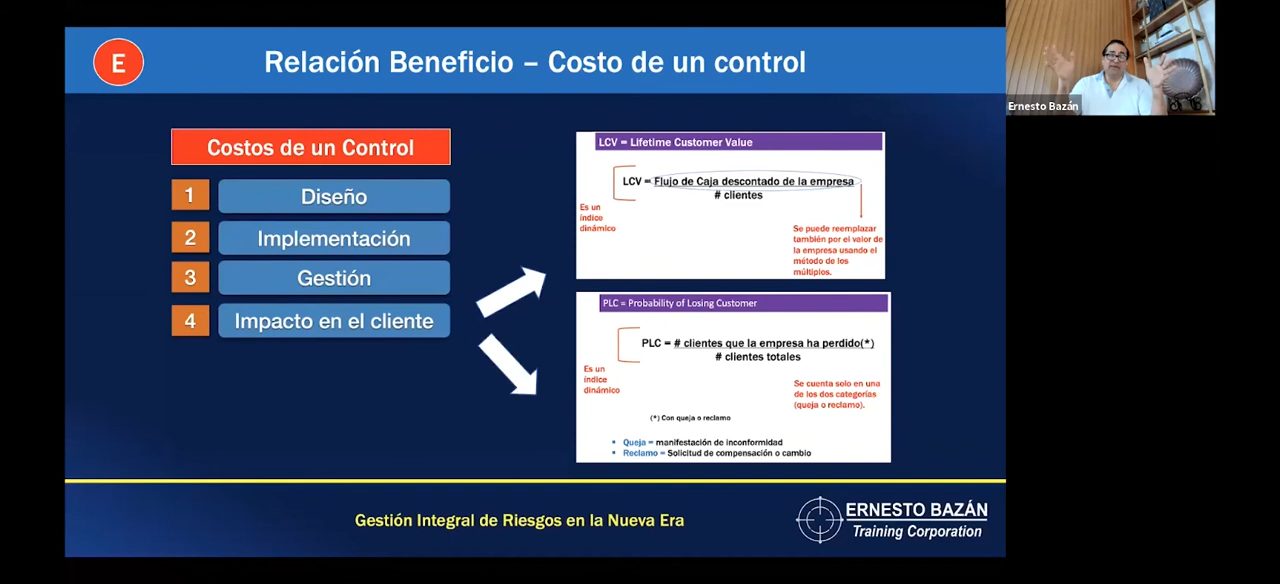 E
Relación Beneficio – Costo de un control
Ernesto Bazán
Costos de un Control
1
Diseño
2
Implementación
3
Gestión
4
Impacto en el cliente
LCV = Lifetime Customer Value
LCV = Flujo de Caja descontado de la empresa
# clientes
Es un
índice
dinámico
Se puede reemplazar
también por el valor de
la empresa usando el
método de los
múltiplos.
PLC = Probability of Losing Customer
PLC = # clientes que la empresa ha perdido(*)
# clientes totales
Es un
índice
dinámico
Se cuenta solo en una
de los dos categorías
(queja o reclamo).
(*) Con queja o reclamo
▪ Queja = manifestación de inconformidad
▪ Reclamo = Solicitud de compensación o cambio
Gestión Integral de Riesgos en la Nueva Era
ERNESTO BAZÁN
Training Corporation